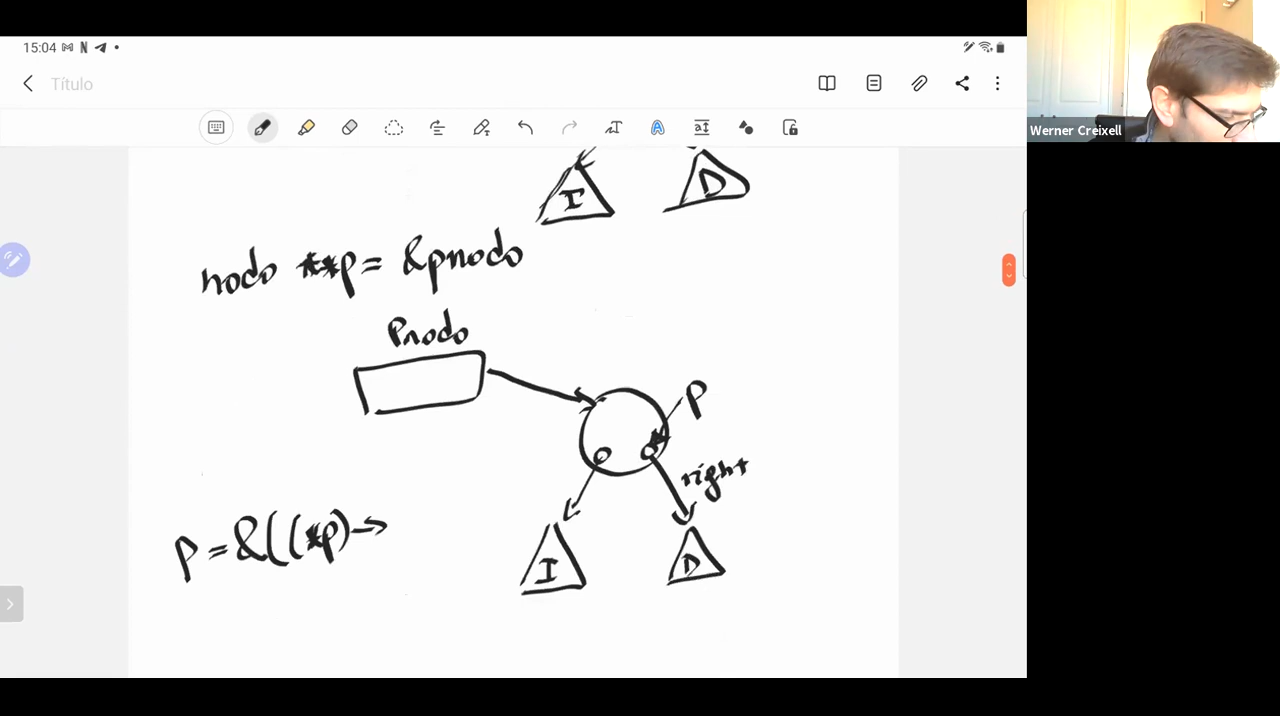 15:04
Título
Werner Creixell
I D
nodo **p= &pnodo
Pnodo
P
right
p=&((*p)->
I D